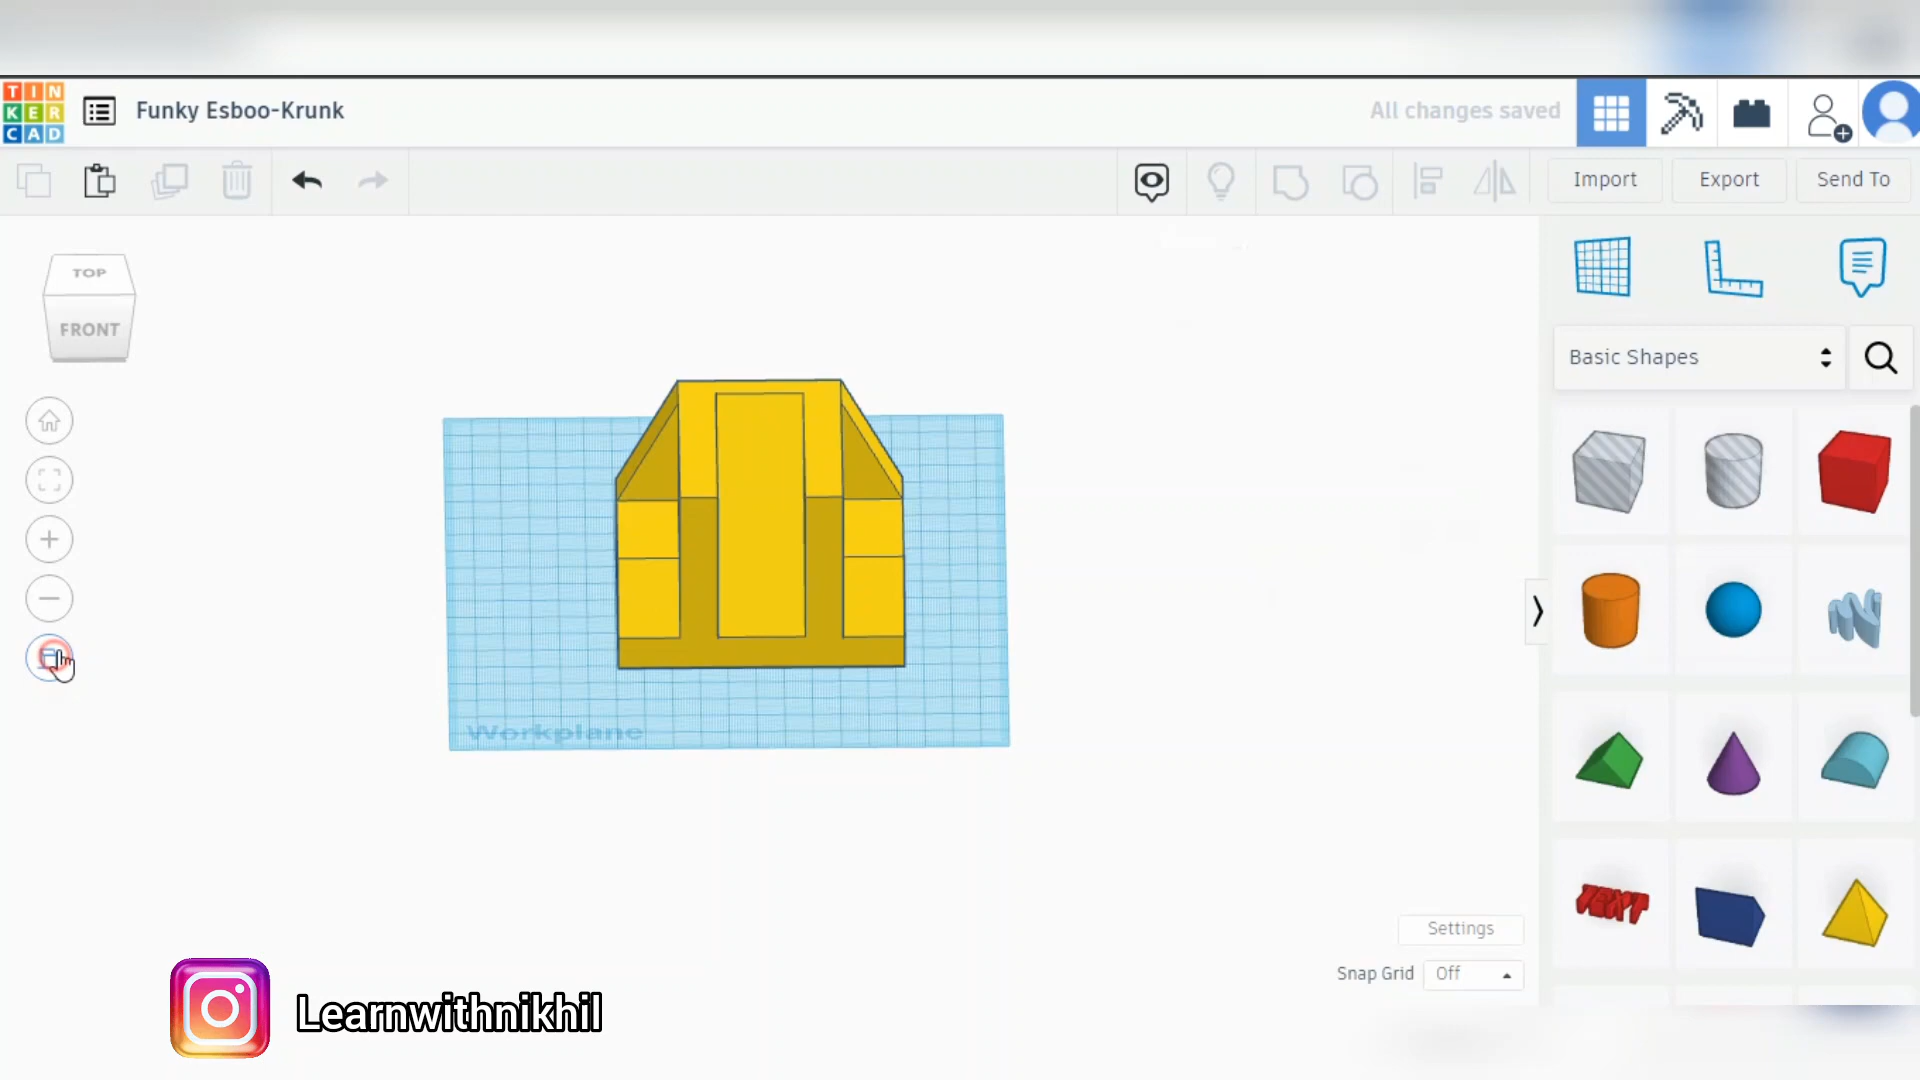 TIN
KER
CAD
Funky Esboo-Krunk
All changes saved
Import
Export
Send To
TOP
FRONT
Basic Shapes
Workplane
TEXT
Settings
Snap Grid
Off
Learnwithnikhil